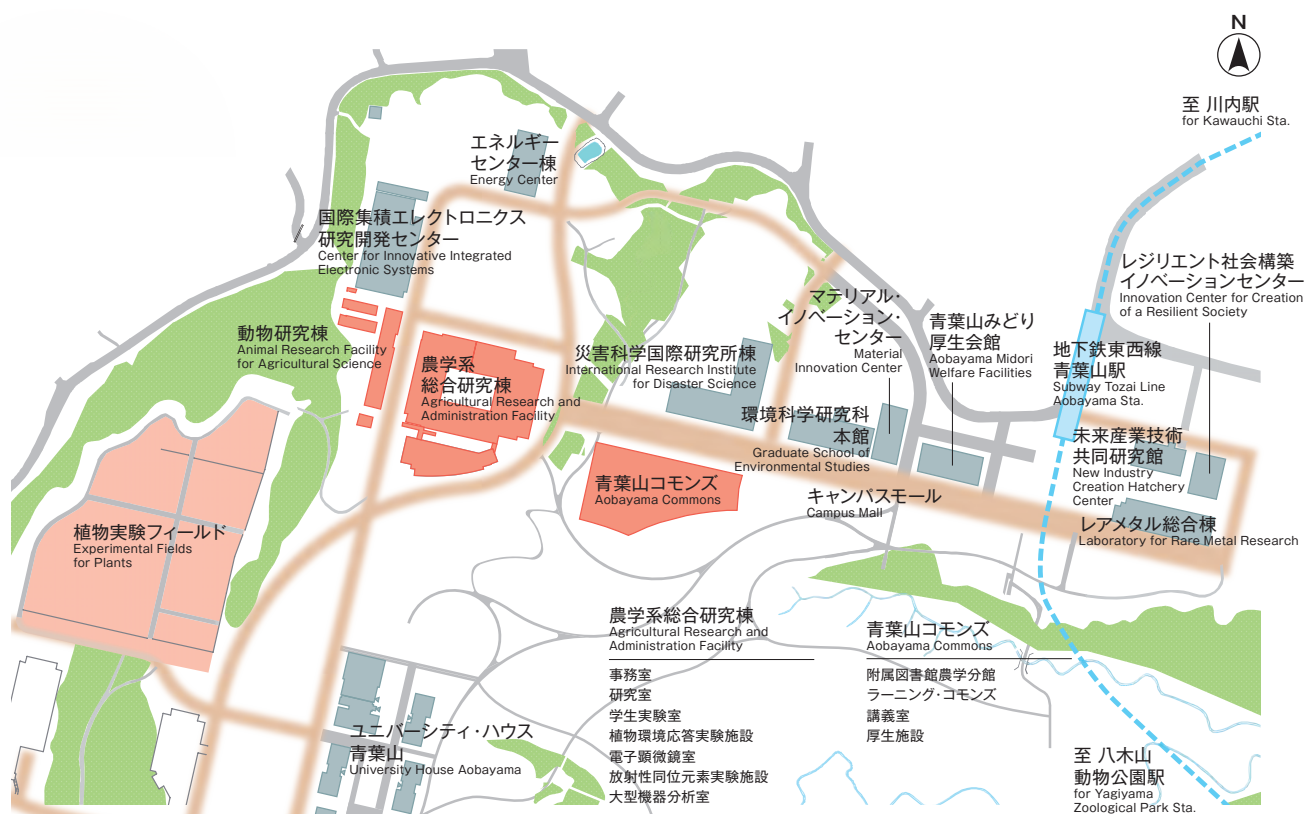 N
至 川内駅
for Kawauchi Sta.
エネルギー
センター棟
Energy Center
国際集積エレクトロニクス
研究開発センター
Center for Innovative Integrated
Electronic Systems
レジリエント社会構築
イノベーションセンター
Innovation Center for Creation
of a Resilient Society
マテリアル・
イノベーション・
センター
Material
Innovation Center
青葉山みどり
厚生会館
Aobayama Midori
Welfare Facilities
動物研究棟
Animal Research Facility
for Agricultural Science
農学系
総合研究棟
Agricultural Research and
Administration Facility
災害科学国際研究所棟
International Research Institute
for Disaster Science
地下鉄東西線
青葉山駅
Subway Tozai Line
Aobayama Sta.
環境科学研究科
本館
Graduate School of
Environmental Studies
未来産業技術
共同研究館
New Industry
Creation Hatchery
Center
青葉山コモンズ
Aobayama Commons
キャンパスモール
Campus Mall
レアメタル総合棟
Laboratory for Rare Metal Research
植物実験フィールド
Experimental Fields
for Plants
農学系総合研究棟
Agricultural Research and
Administration Facility
事務室
研究室
学生実験室
植物環境応答実験施設
電子顕微鏡室
放射性同位元素実験施設
大型機器分析室
青葉山コモンズ
Aobayama Commons
附属図書館農学分館
ラーニング・コモンズ
講義室
厚生施設
ユニバーシティ・ハウス
青葉山
University House Aobayama
至 八木山
動物公園駅
for Yagiyama
Zoological Park Sta.